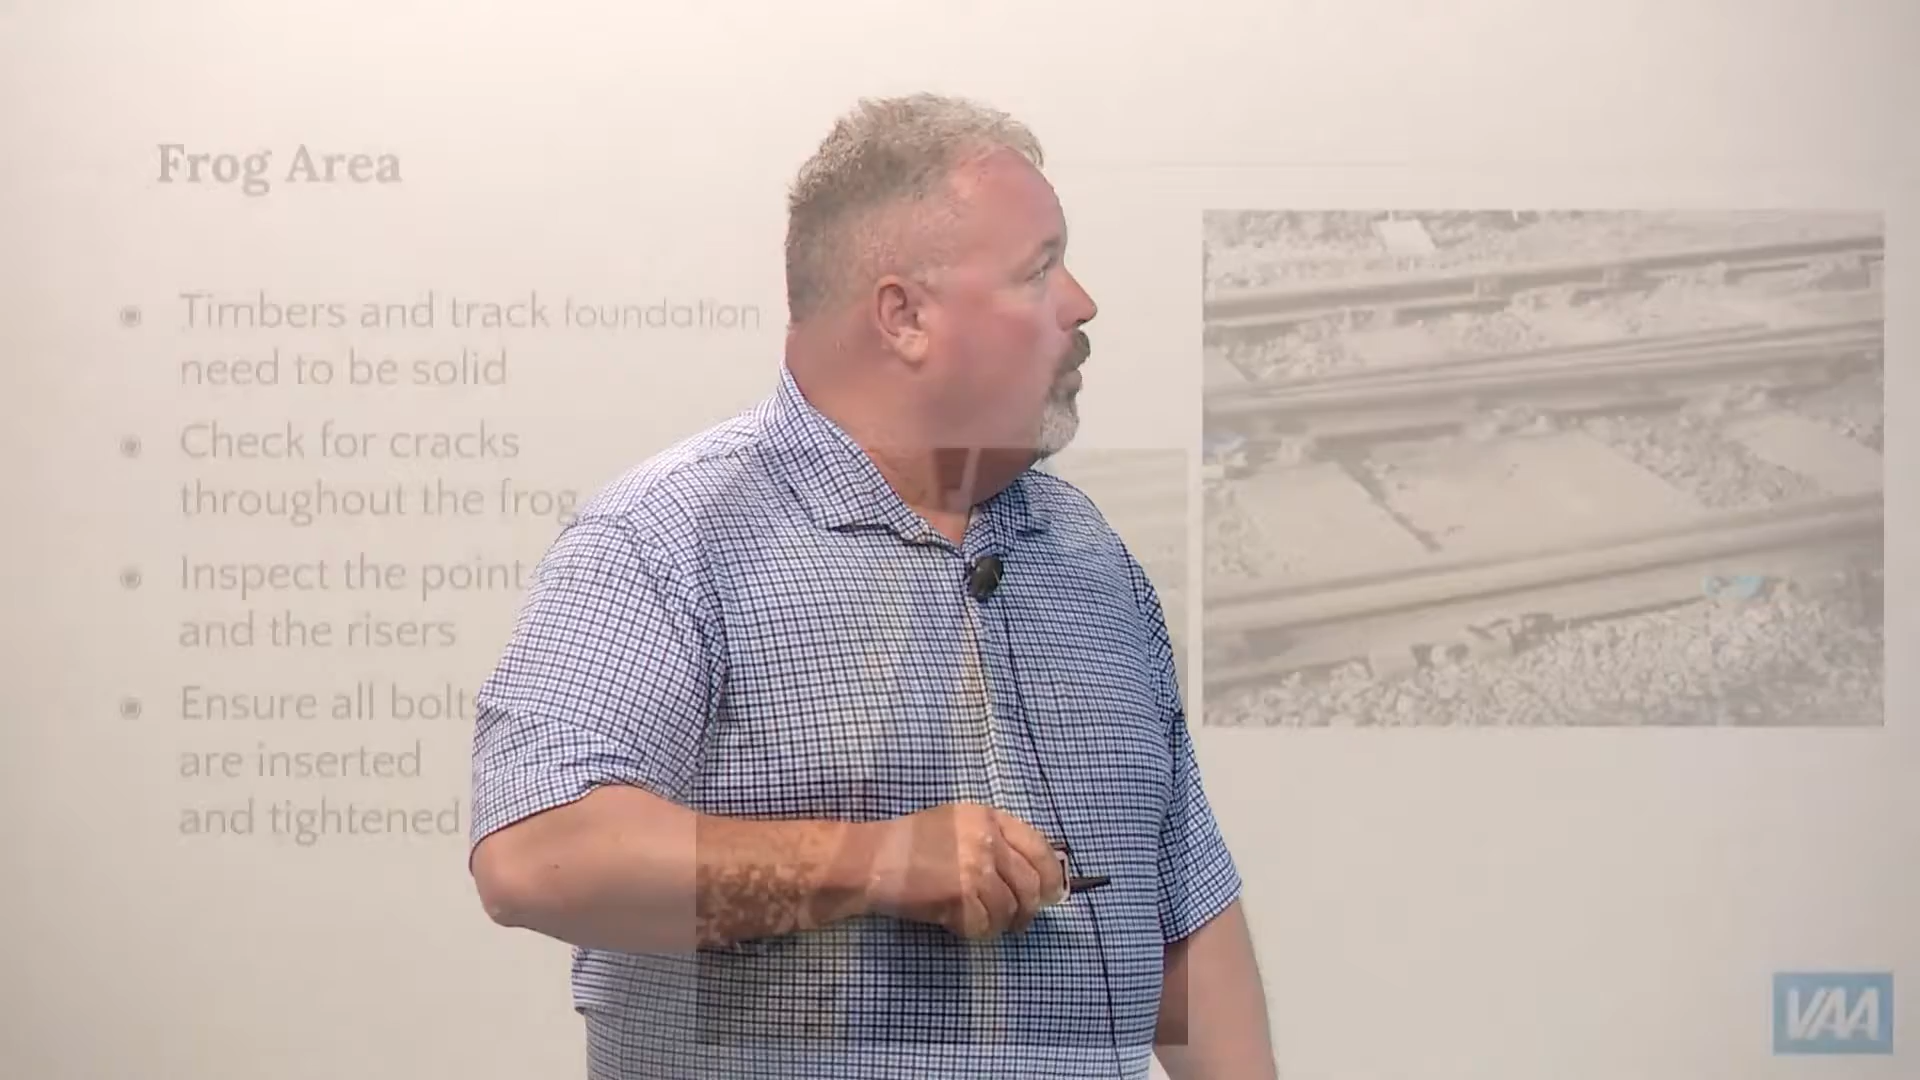 Frog Area
Timbers and track foundation
need to be solid
Check for cracks
throughout the frog
Inspect the point
and the risers
Ensure all bolts
are inserted
and tightened
VAA